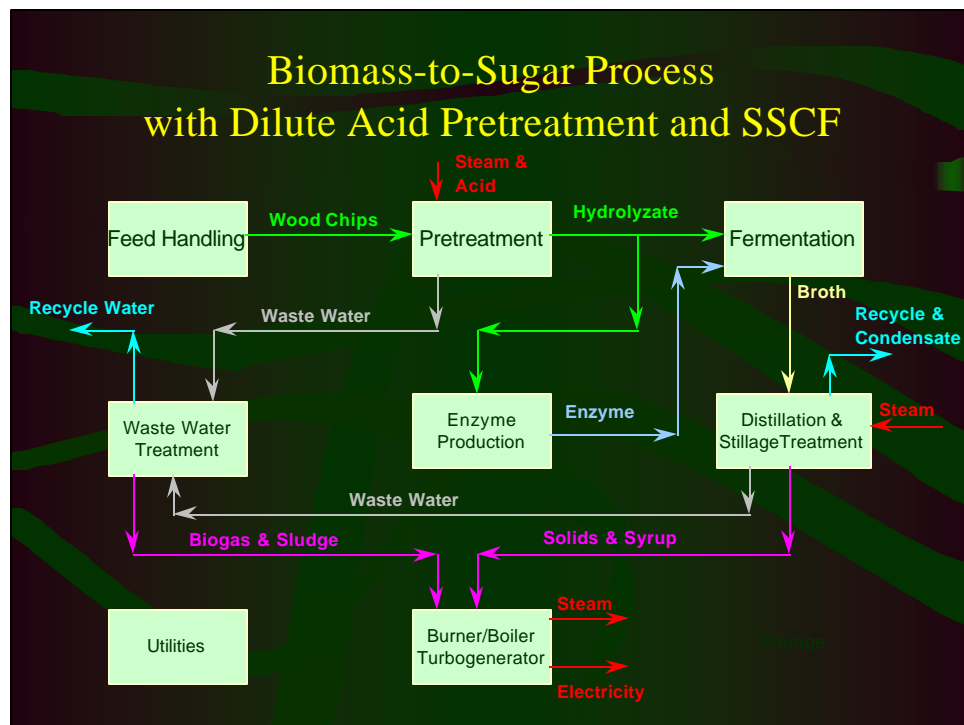 Biomass-to-Sugar Process
with Dilute Acid Pretreatment and SSCF
Steam &
Acid
Feed Handling
Wood Chips
Pretreatment
Hydrolyzate
Fermentation
Recycle Water
Waste Water
Broth
Recycle &
Condensate
Waste Water
Treatment
Enzyme
Production
Enzyme
Distillation &
StillageTreatment
Steam
Waste Water
Biogas & Sludge
Solids & Syrup
Utilities
Burner/Boiler
Turbogenerator
Steam
Electricity
Storage